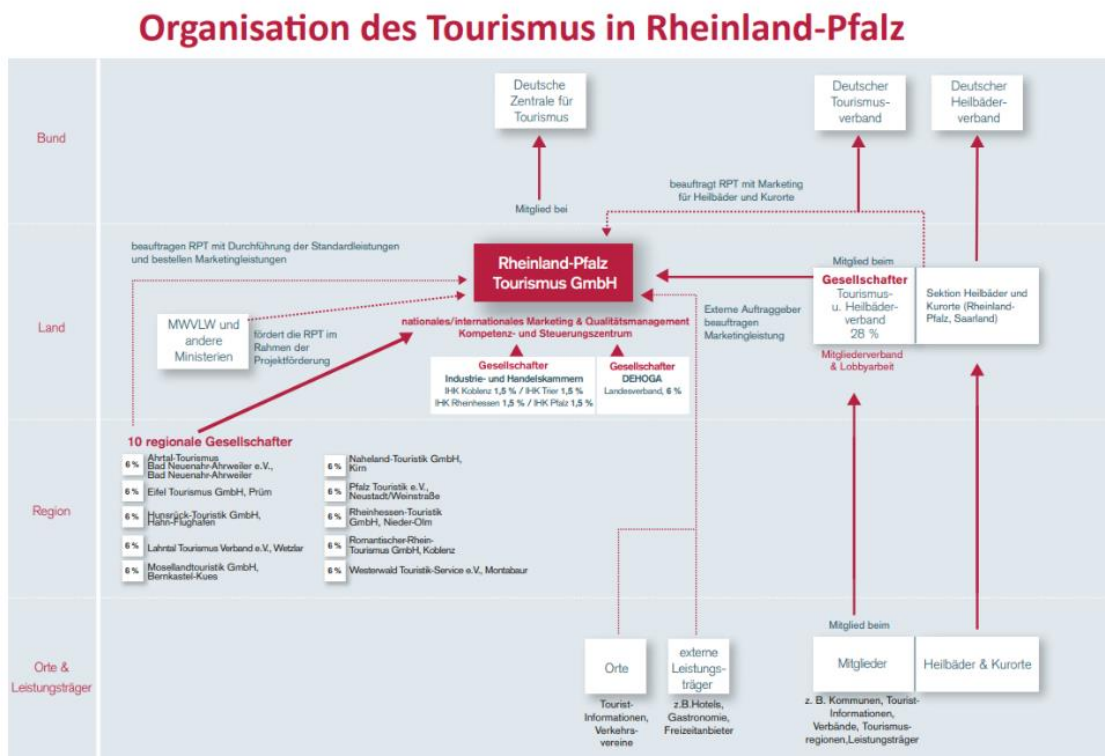 Organisation des Tourismus in Rheinland-Pfalz
Bund
Deutsche
Zentrale für
Tourismus
Deutscher
Tourismus-
verband
Deutscher
Heilbäder-
verband
Mitglied bei
beauftragt RPT mit Marketing
für Heilbäder und Kurorte
Land
beauftragen RPT mit Durchführung der Standardleistungen
und bestellen Marketingleistungen
Rheinland-Pfalz
Tourismus GmbH
nationales/internationales Marketing & Qualitätsmanagement
Kompetenz- und Steuerungszentrum
MWVLW und
andere
Ministerien
fördert die RPT im
Rahmen der
Projektförderung
Gesellschafter
Industrie- und Handelskammern
IHK Koblenz 1,5 % / IHK Trier 1,5 %
IHK Rheinhessen 1,5 % / IHK Pfalz 1,5 %
Gesellschafter
DEHOGA
Landesverband, 6 %
Externe Auftraggeber
beauftragen
Marketingleistung
Mitglied beim
Gesellschafter
Tourismus-
u. Heilbäder-
verband
28 %
Mitgliederverband
& Lobbyarbeit
Sektion Heilbäder und
Kurorte (Rheinland-
Pfalz, Saarland)
Region
10 regionale Gesellschafter
6 %
Ahrtal-Tourismus
Bad Neuenahr-Ahrweiler e.V.,
Bad Neuenahr-Ahrweiler
6 % Eifel Tourismus GmbH, Prüm
6 %
Hunsrück-Touristik GmbH,
Hahn-Flughafen
6 % Lahntal Tourismus Verband e.V., Wetzlar
6 %
Mosellandtouristik GmbH,
Bernkastel-Kues
6 %
Naheland-Touristik GmbH,
Kirn
6 %
Pfalz Touristik e.V.,
Neustadt/Weinstraße
6 %
Rheinhessen-Touristik
GmbH, Nieder-Olm
6 %
Romantischer-Rhein-
Tourismus GmbH, Koblenz
6 % Westerwald Touristik-Service e.V., Montabaur
Orte &
Leistungsträger
Orte
Tourist-
Informationen,
Verkehrs-
vereine
externe
Leistungs-
träger
z.B.Hotels,
Gastronomie,
Freizeitanbieter
Mitglied beim
Mitglieder
z. B. Kommunen, Tourist-
Informationen,
Verbände, Tourismus-
regionen,Leistungsträger
Heilbäder & Kurorte